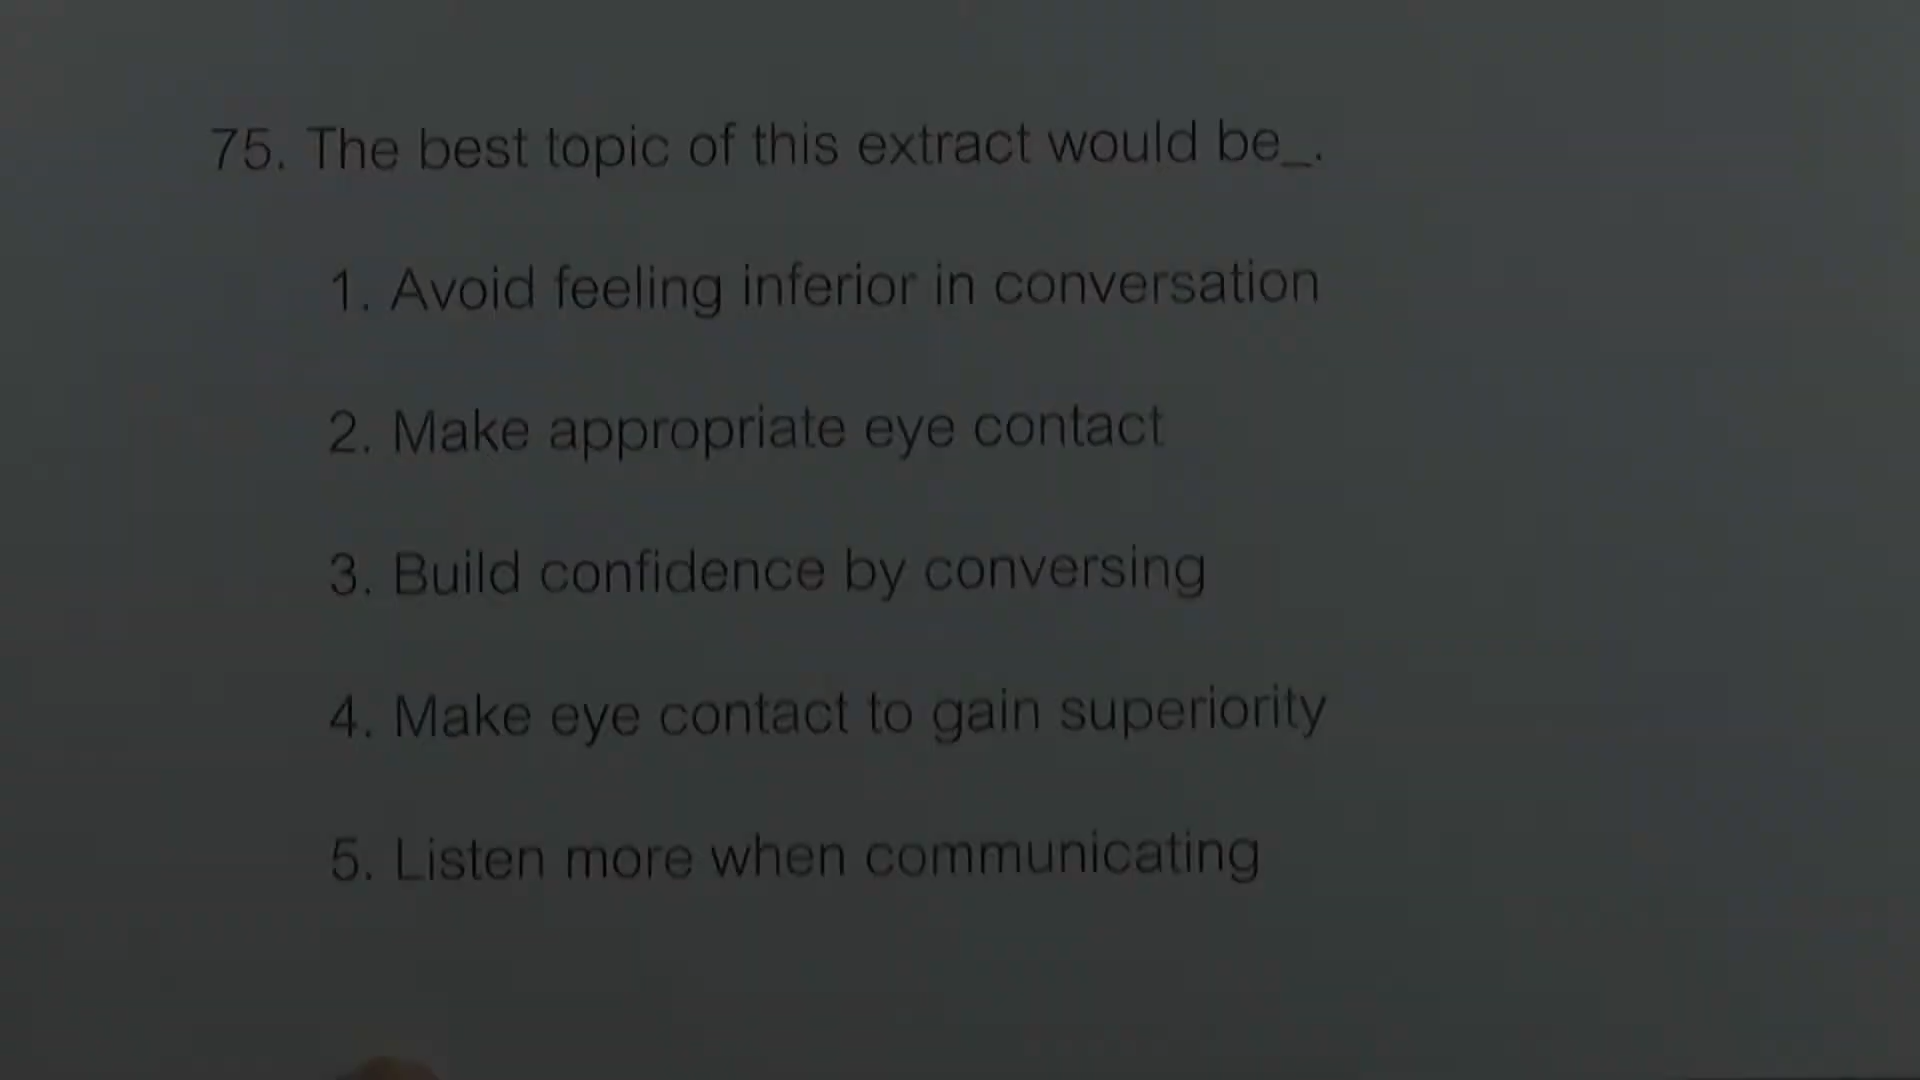 75. The best topic of this extract would be_.
1. Avoid feeling inferior in conversation
2. Make appropriate eye contact
3. Build confidence by conversing
4. Make eye contact to gain superiority
5. Listen more when communicating